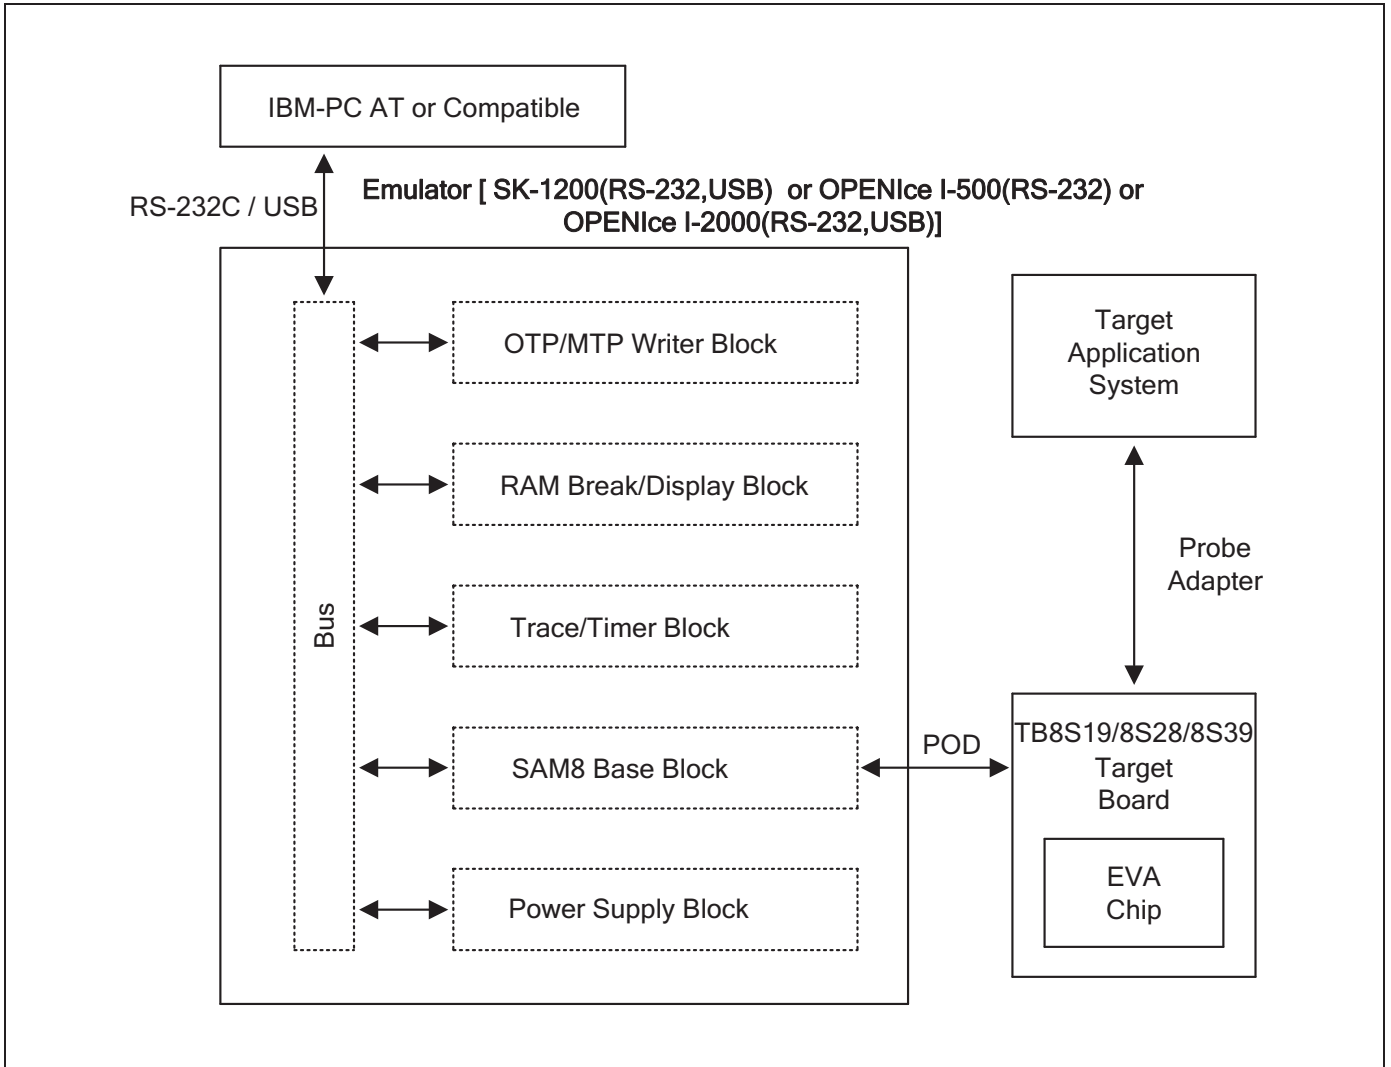 IBM-PC AT or Compatible
RS-232C / USB
Emulator [ SK-1200(RS-232,USB) or OPENIce I-500(RS-232) or
OPENIce I-2000(RS-232,USB)]
Bus
OTP/MTP Writer Block
RAM Break/Display Block
Trace/Timer Block
SAM8 Base Block
Power Supply Block
POD
Target
Application
System
Probe
Adapter
TB8S19/8S28/8S39
Target
Board
EVA
Chip